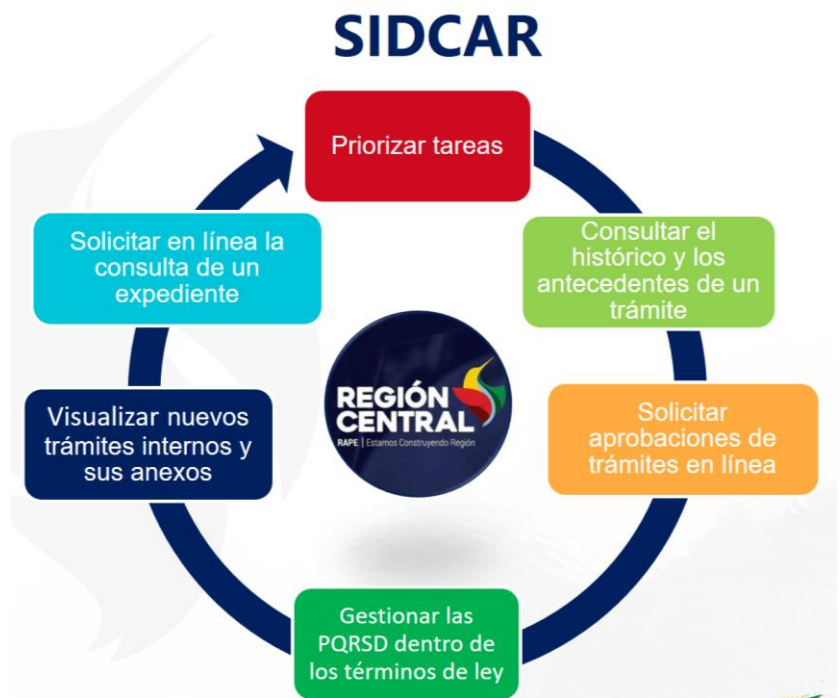 SIDCAR
Priorizar tareas
Consultar el
histórico y los
antecedentes de un
trámite
Solicitar
aprobaciones de
trámites en línea
Gestionar las
PQRSD dentro de
los términos de ley
Visualizar nuevos
trámites internos y
sus anexos
Solicitar en línea la
consulta de un
expediente
REGIÓN
CENTRAL
RAPE | Estamos Construyendo Región